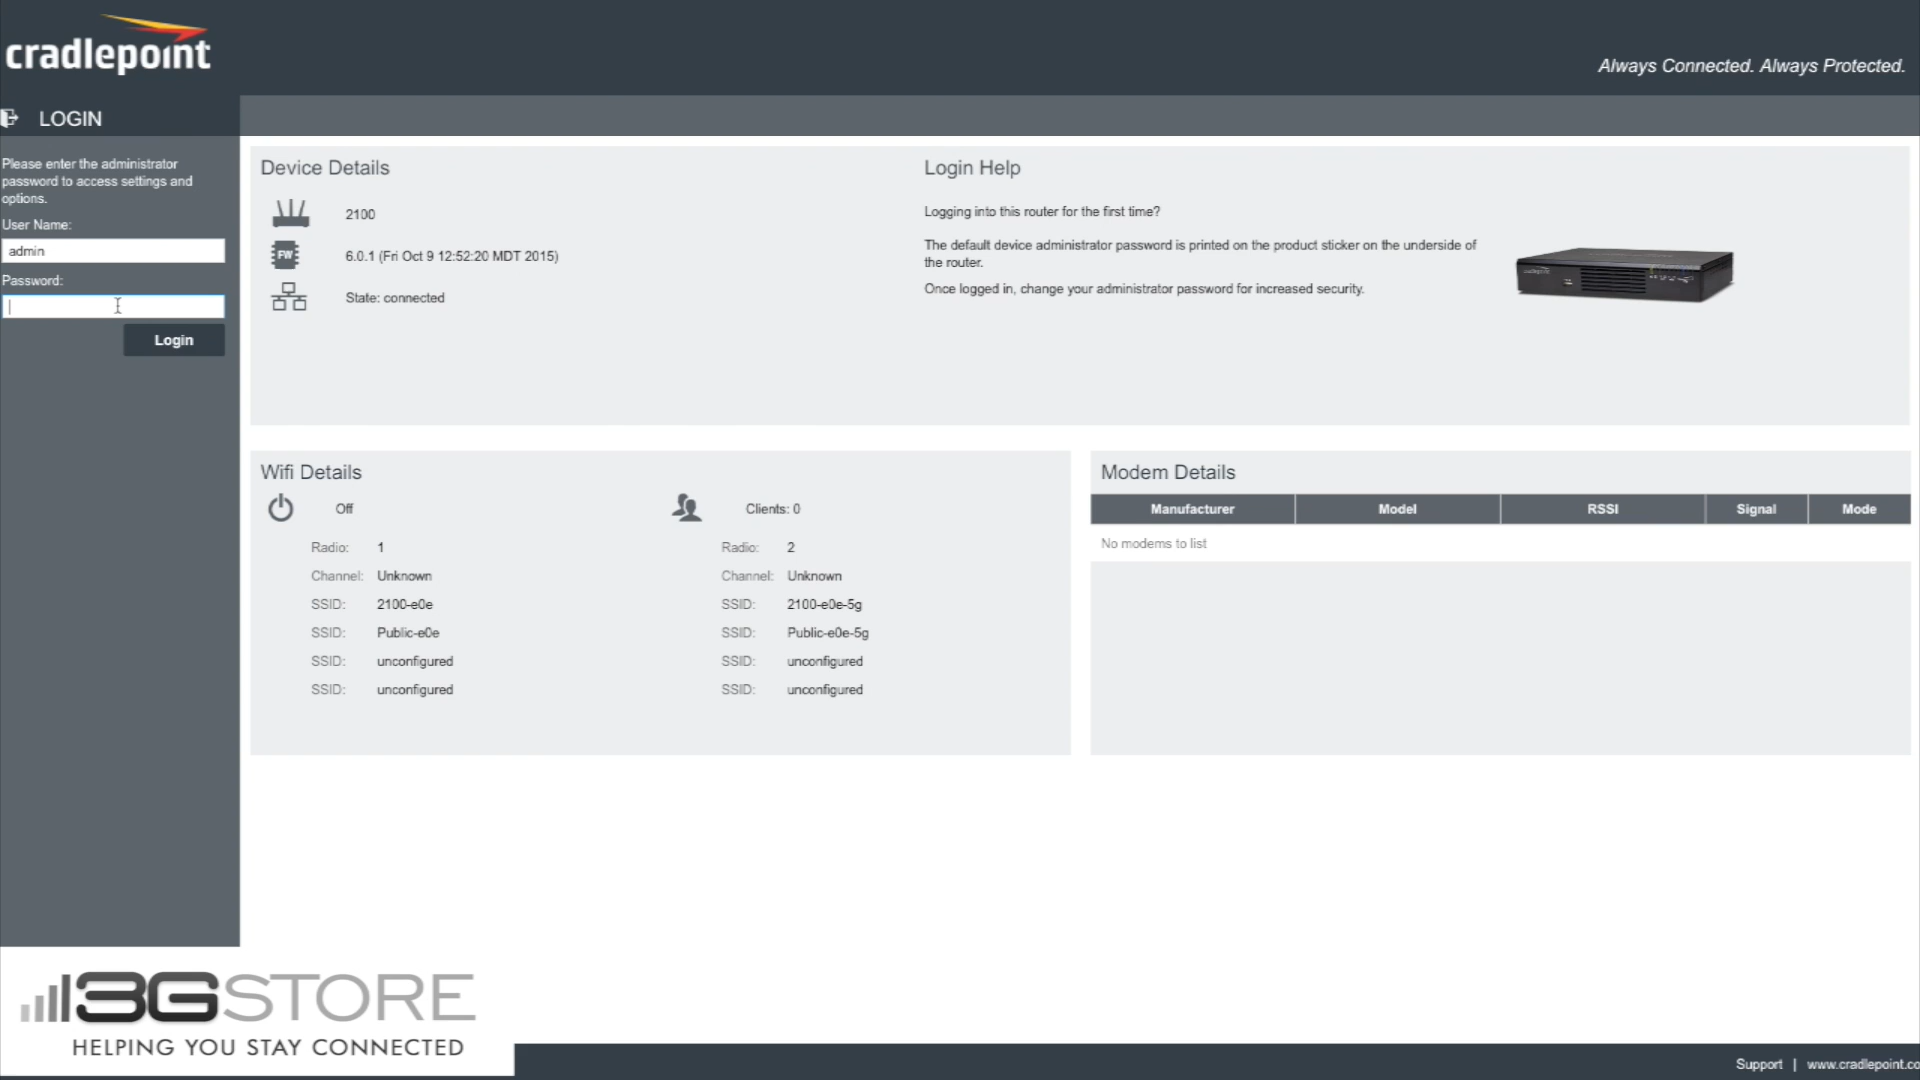 cradlepoint
Always Connected. Always Protected.
LOGIN
Please enter the administrator
password to access settings and
options.
User Name:
admin
Password:
Login
Device Details
2100
FW
6.0.1 (Fri Oct 9 12:52:20 MDT 2015)
State: connected
Login Help
Logging into this router for the first time?
The default device administrator password is printed on the product sticker on the underside of
the router.
Once logged in, change your administrator password for increased security.
Wifi Details
Off
Radio: 1
Channel: Unknown
SSID: 2100-e0e
SSID: Public-e0e
SSID: unconfigured
SSID: unconfigured
Clients: 0
Radio: 2
Channel: Unknown
SSID: 2100-e0e-5g
SSID: Public-e0e-5g
SSID: unconfigured
SSID: unconfigured
Modem Details
Manufacturer Model RSSI Signal Mode
No modems to list
3GSTORE
HELPING YOU STAY CONNECTED
Support | www.cradlepoint.co